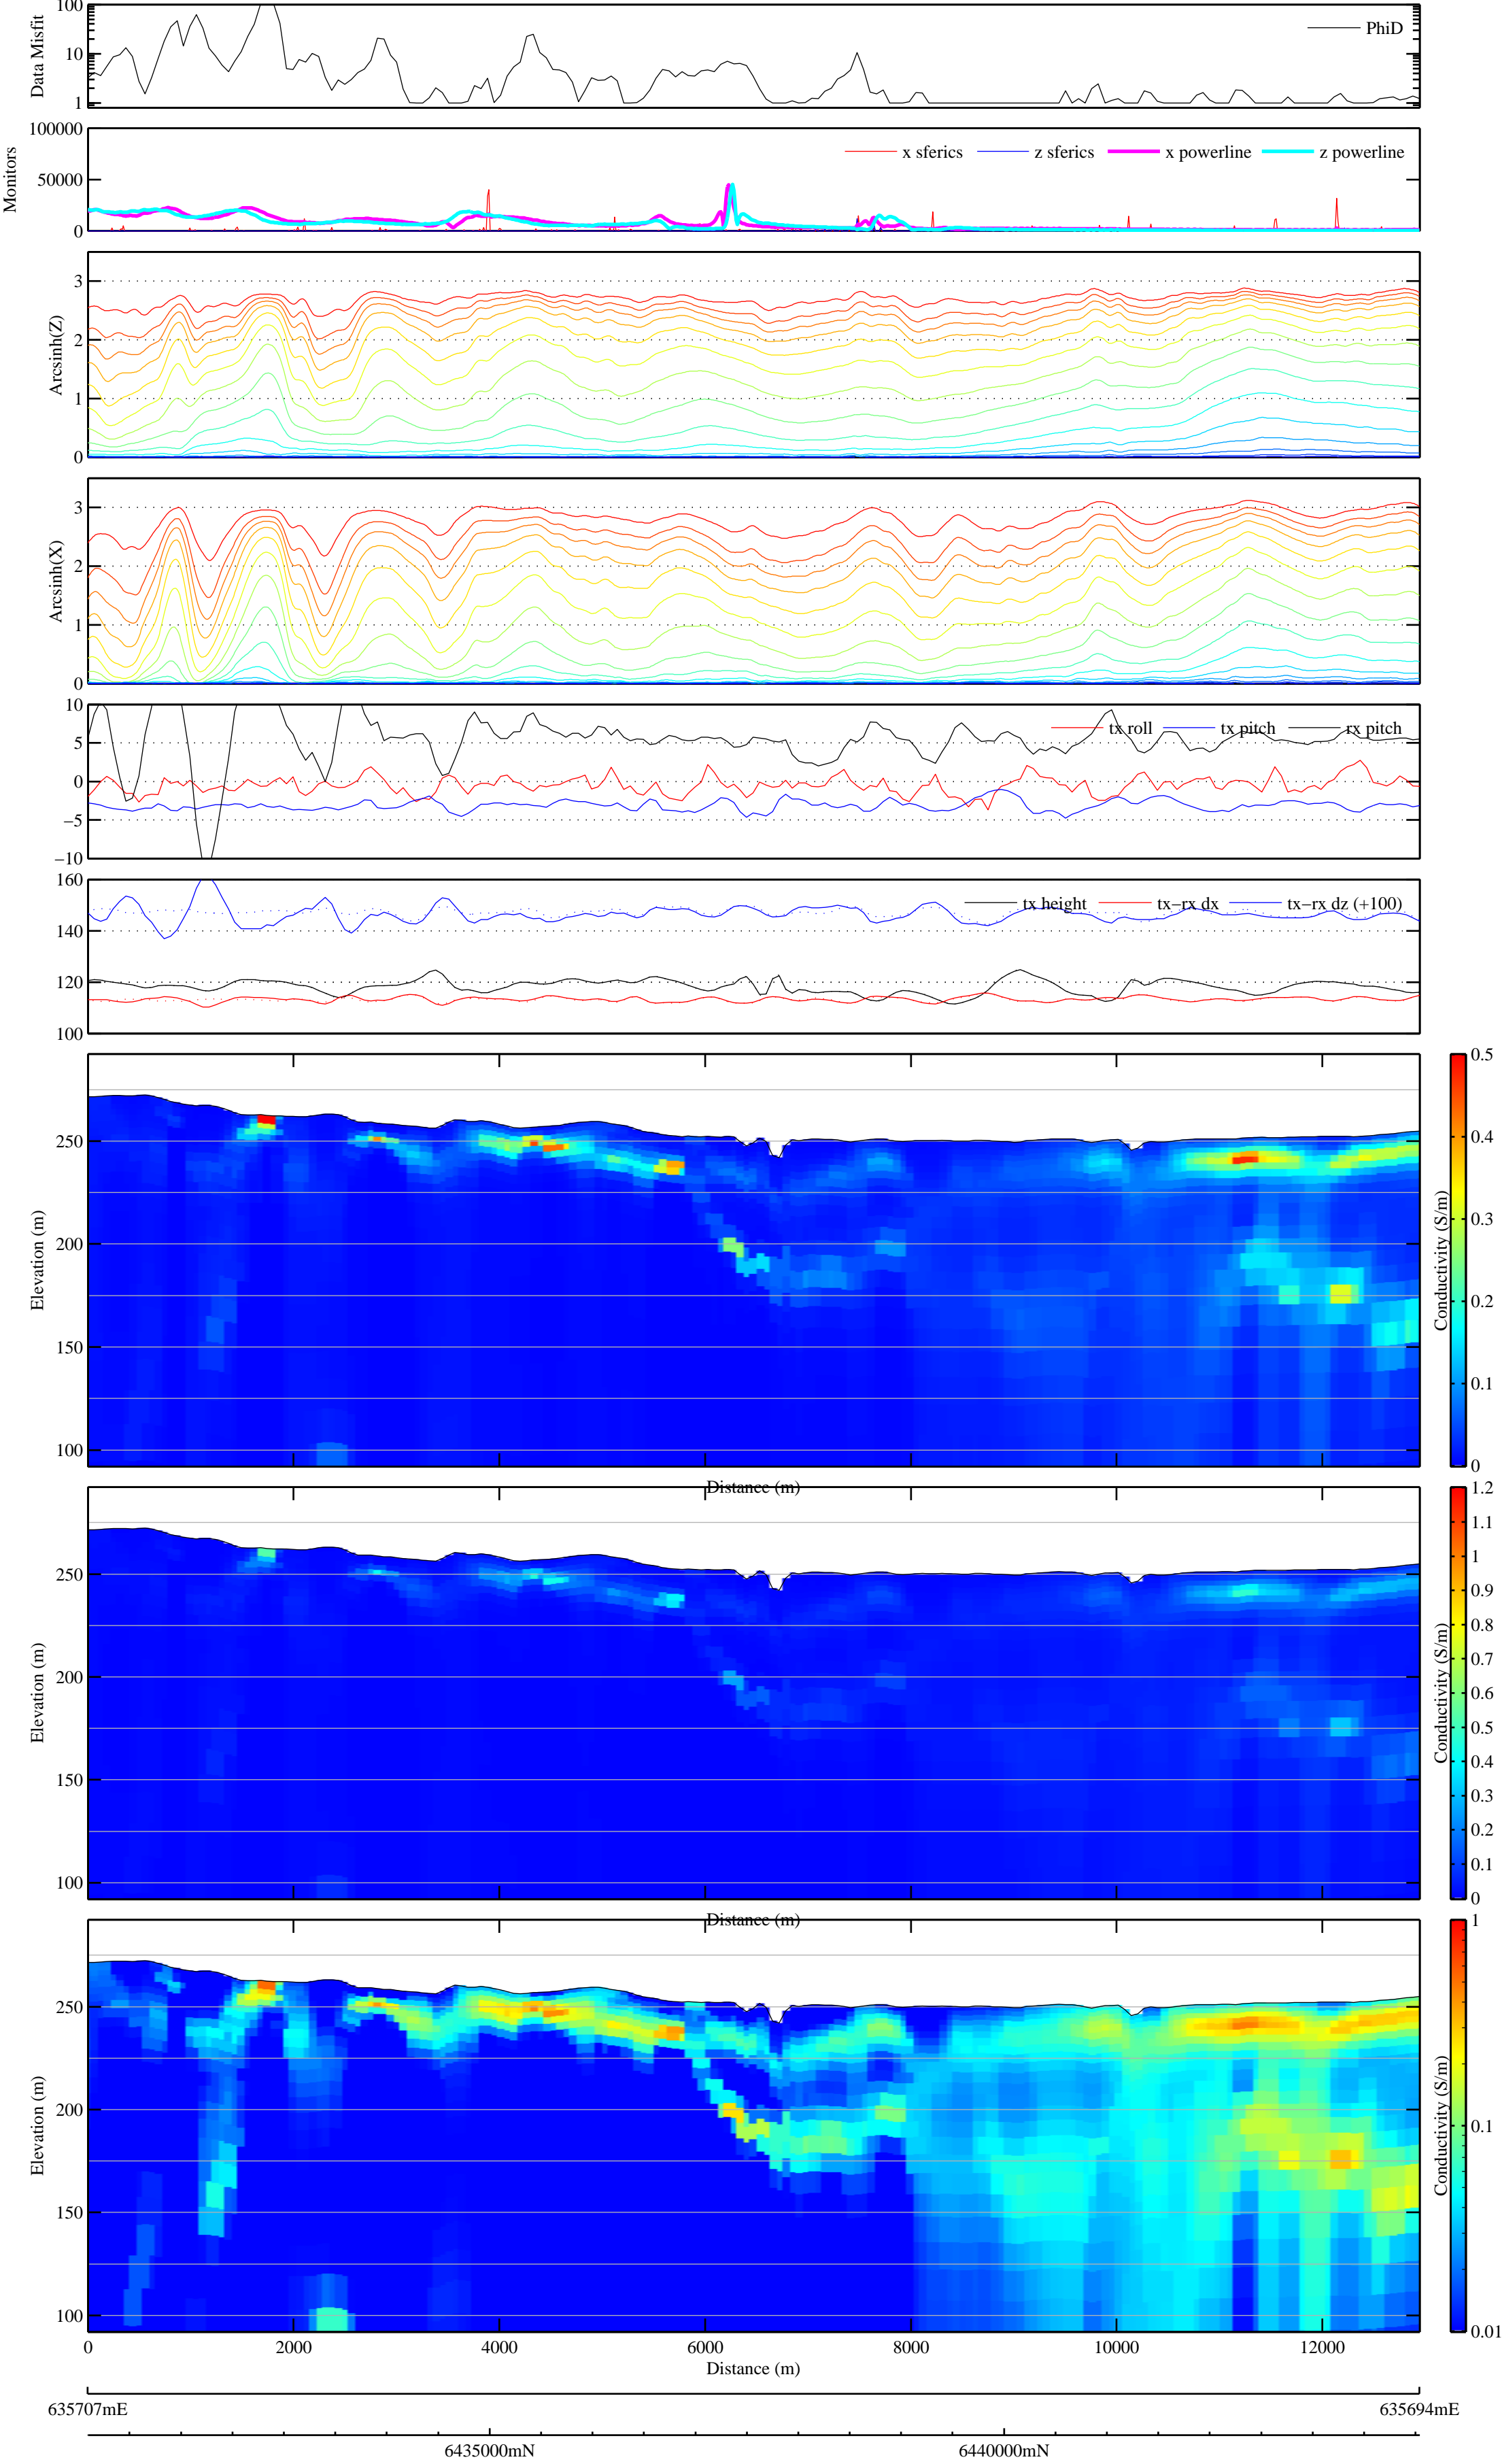 Data Misfit
100
10
1
PhiD
Monitors
100000
50000
0
x sferics
z sferics
x powerline
z powerline
Arcsinh(Z)
3
2
1
0
Arcsinh(X)
3
2
1
0
10
5
0
−5
−10
tx roll
tx pitch
rx pitch
160
140
120
100
tx height
tx−rx dx
tx−rx dz (+100)
Elevation (m)
250
200
150
100
Distance (m)
Conductivity (S/m)
0.5
0.4
0.3
0.2
0.1
0
Elevation (m)
250
200
150
100
Distance (m)
Conductivity (S/m)
1.2
1.1
1
0.9
0.8
0.7
0.6
0.5
0.4
0.3
0.2
0.1
0
Elevation (m)
250
200
150
100
Conductivity (S/m)
1
0.1
0.01
0 2000 4000 6000 8000 10000 12000
Distance (m)
635707mE 635694mE
6435000mN 6440000mN